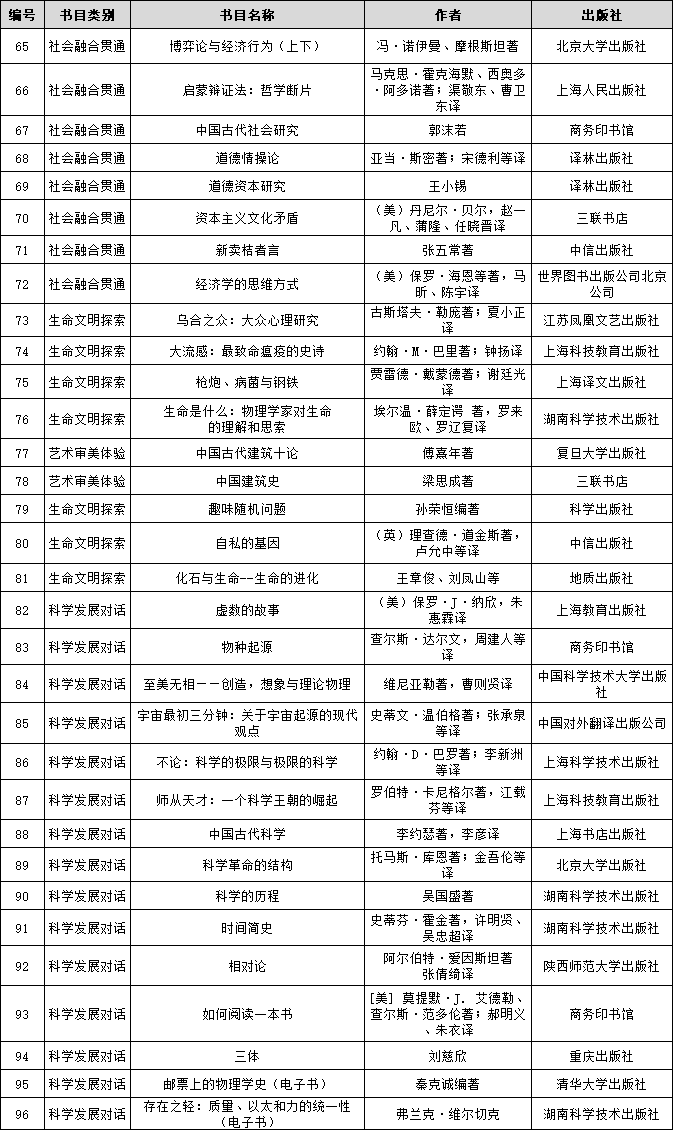 编号 书目类别 书目名称 作者 出版社
65 社会融合贯通 博弈论与经济行为（上下） 冯·诺伊曼、摩根斯坦著 北京大学出版社
66 社会融合贯通 启蒙辩证法：哲学断片 马克思·霍克海默、西奥多·阿多诺著；渠敬东、曹卫东译 上海人民出版社
67 社会融合贯通 中国古代社会研究 郭沫若 商务印书馆
68 社会融合贯通 道德情操论 亚当·斯密著；宋德利等译 译林出版社
69 社会融合贯通 道德资本研究 王小锡 译林出版社
70 社会融合贯通 资本主义文化矛盾 （美）丹尼尔·贝尔，赵一凡、蒲隆、任晓晋译 三联书店
71 社会融合贯通 新卖桔者言 张五常著 中信出版社
72 社会融合贯通 经济学的思维方式 （美）保罗·海恩等著，马昕、陈宇译 世界图书出版公司北京公司
73 生命文明探索 乌合之众：大众心理研究 古斯塔夫·勒庞著；夏小正译 江苏凤凰文艺出版社
74 生命文明探索 大流感：最致命瘟疫的史诗 约翰·M·巴里著；钟扬译 上海科技教育出版社
75 生命文明探索 枪炮、病菌与钢铁 贾雷德·戴蒙德著；谢廷光译 上海译文出版社
76 生命文明探索 生命是什么：物理学家对生命的理解和思索 埃尔温·薛定谔 著，罗来欧、罗辽复译 湖南科学技术出版社
77 艺术审美体验 中国古代建筑十论 傅熹年著 复旦大学出版社
78 艺术审美体验 中国建筑史 梁思成著 三联书店
79 生命文明探索 趣味随机问题 孙荣恒编著 科学出版社
80 生命文明探索 自私的基因 （英）理查德·道金斯著，卢允中等译 中信出版社
81 生命文明探索 化石与生命--生命的进化 王章俊、刘凤山等 地质出版社
82 科学发展对话 虚数的故事 （美）保罗·J·纳欣，朱惠霖译 上海教育出版社
83 科学发展对话 物种起源 查尔斯·达尔文，周建人等译 商务印书馆
84 科学发展对话 至美无相——创造，想象与理论物理 维尼亚勒著，曹则贤译 中国科学技术大学出版社
85 科学发展对话 宇宙最初三分钟：关于宇宙起源的现代观点 史蒂文·温伯格著；张承泉等译 中国对外翻译出版公司
86 科学发展对话 不论：科学的极限与极限的科学 约翰·D·巴罗著；李新洲等译 上海科学技术出版社
87 科学发展对话 师从天才：一个科学王朝的崛起 罗伯特·卡尼格尔著，江载芬等译 上海科技教育出版社
88 科学发展对话 中国古代科学 李约瑟著，李彦译 上海书店出版社
89 科学发展对话 科学革命的结构 托马斯·库恩著；金吾伦等译 北京大学出版社
90 科学发展对话 科学的历程 吴国盛著 湖南科学技术出版社
91 科学发展对话 时间简史 史蒂芬·霍金著，许明贤、吴忠超译 湖南科学技术出版社
92 科学发展对话 相对论 阿尔伯特·爱因斯坦著 张倩绮译 陕西师范大学出版社
93 科学发展对话 如何阅读一本书 [美] 莫提默·J. 艾德勒、查尔斯·范多伦著；郝明义、朱衣译 商务印书馆
94 科学发展对话 三体 刘慈欣 重庆出版社
95 科学发展对话 邮票上的物理学史（电子书） 秦克诚编著 清华大学出版社
96 科学发展对话 存在之轻：质量、以太和力的统一性（电子书） 弗兰克·维尔切克 湖南科学技术出版社